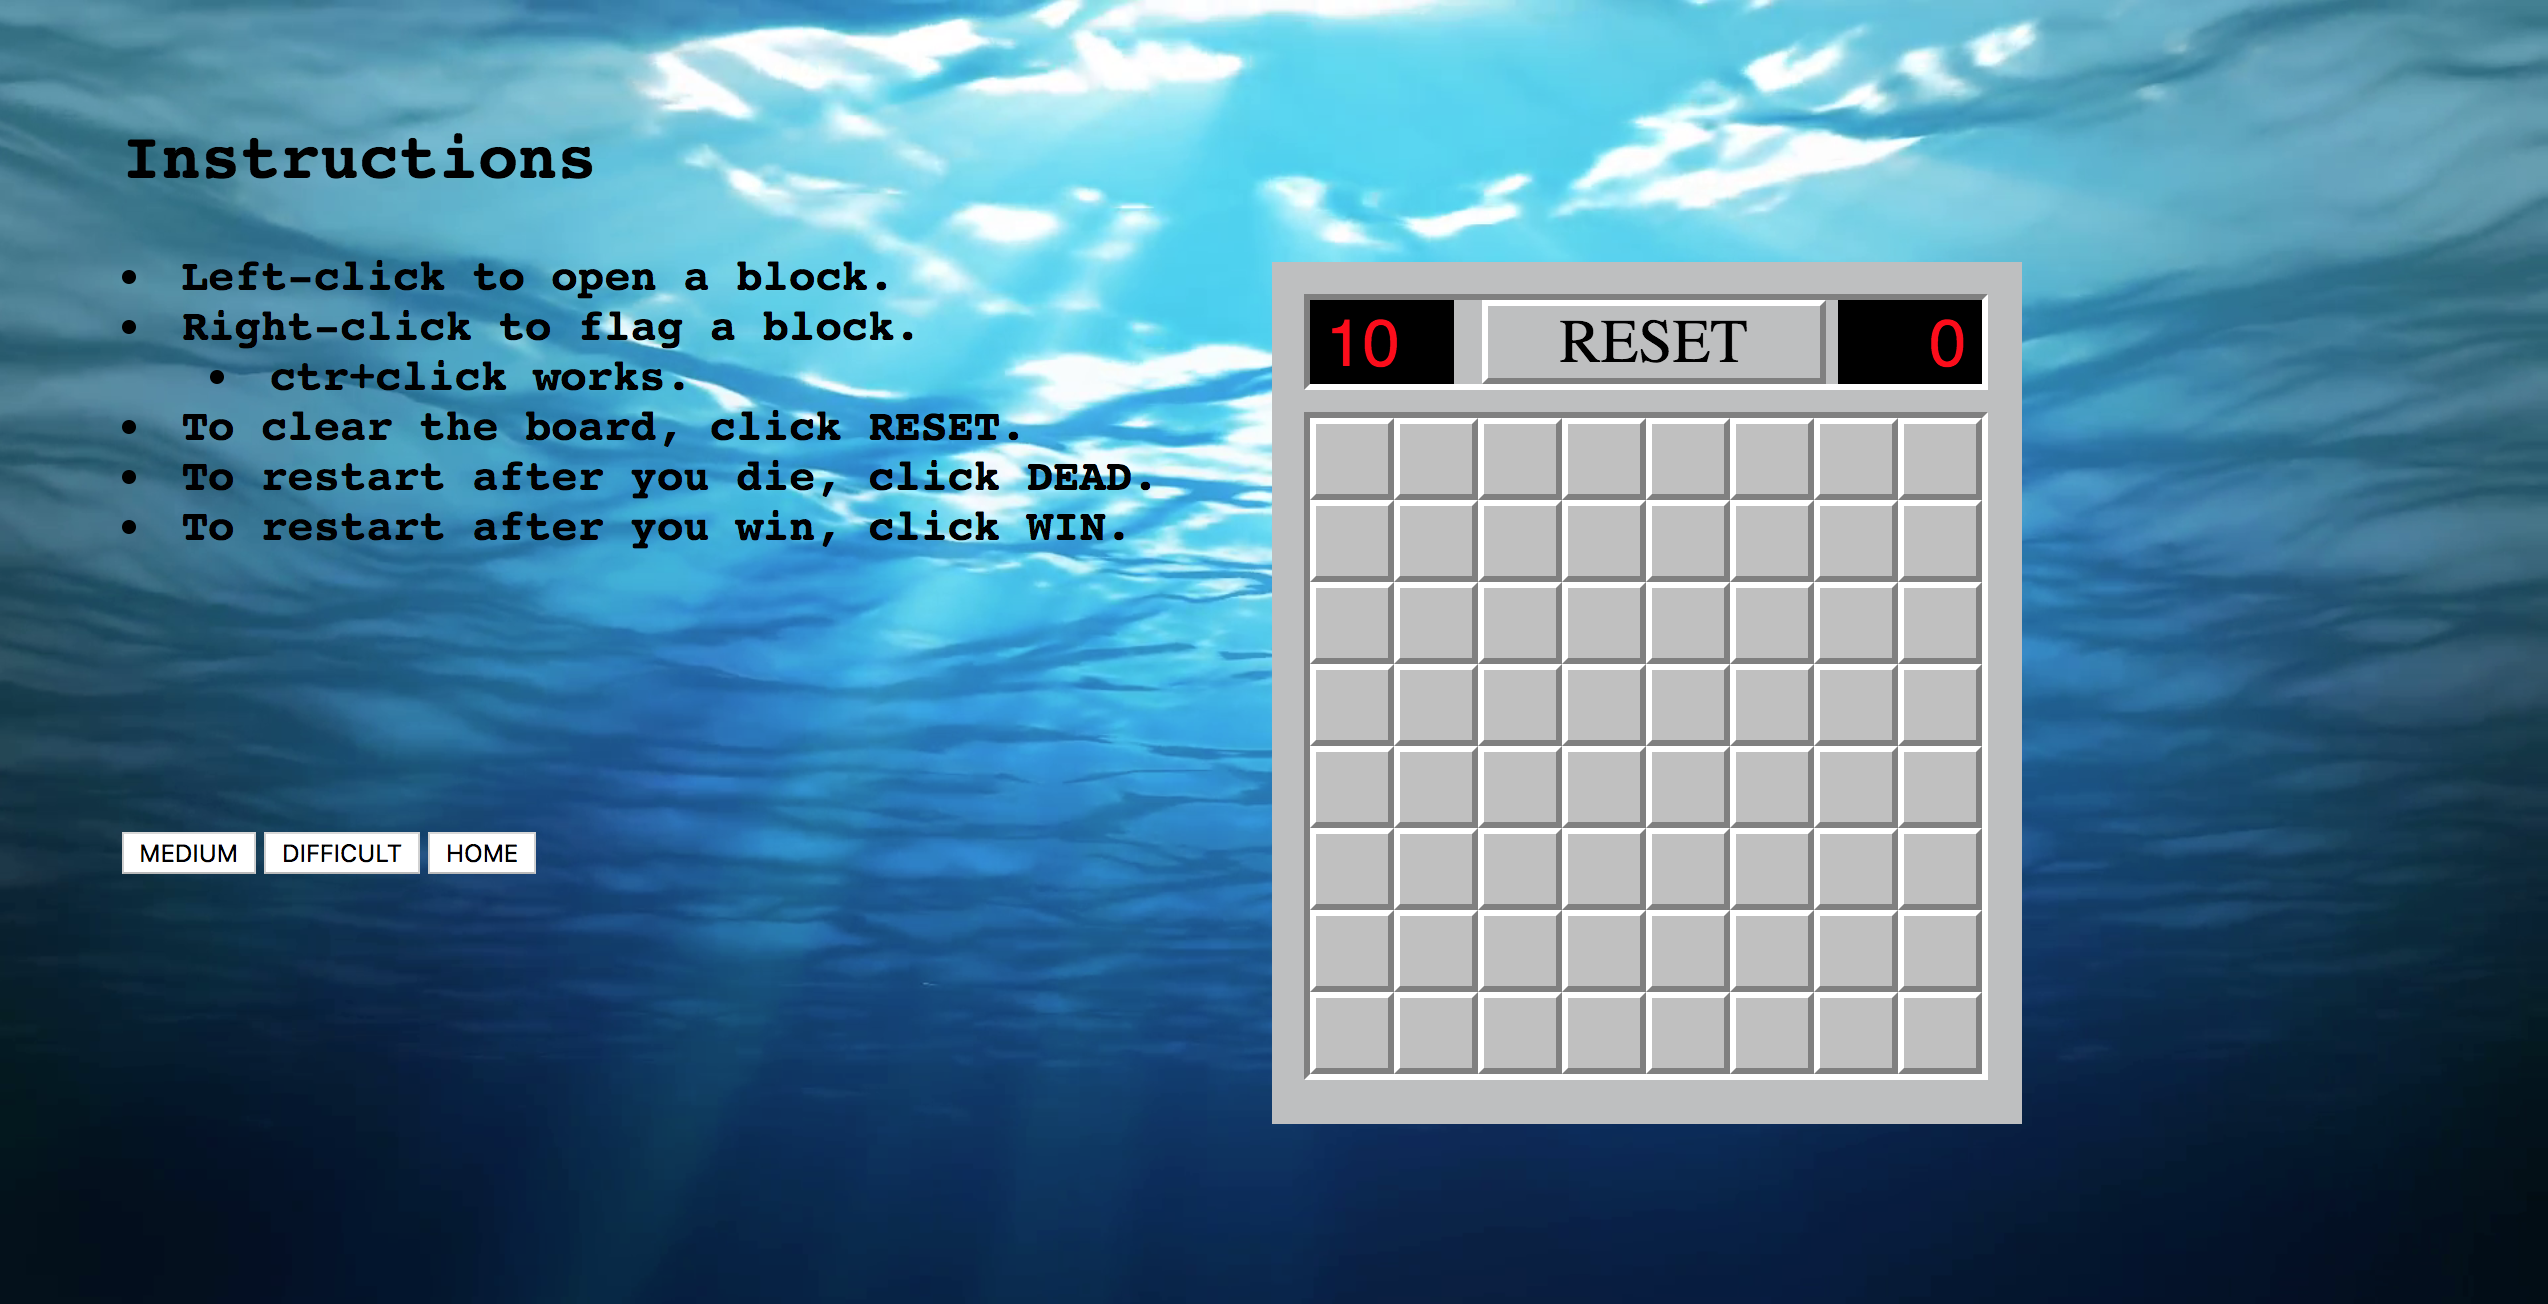 Instructions
• Left-click to open a block.
• Right-click to flag a block.
• ctr+click works.
• To clear the board, click RESET.
• To restart after you die, click DEAD.
• To restart after you win, click WIN.
MEDIUM DIFFICULT HOME
10 RESET 0